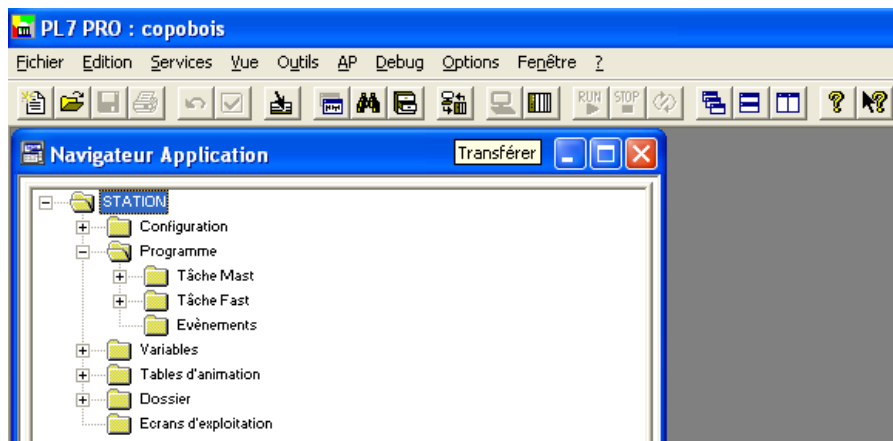 PL7 PRO : copobois
Fichier Edition Services Vue Outils AP Debug Options Fenêtre ?
RUN STOP
Navigateur Application Transférer
STATION
Configuration
Programme
Tâche Mast
Tâche Fast
Evènements
Variables
Tables d'animation
Dossier
Ecrans d'exploitation